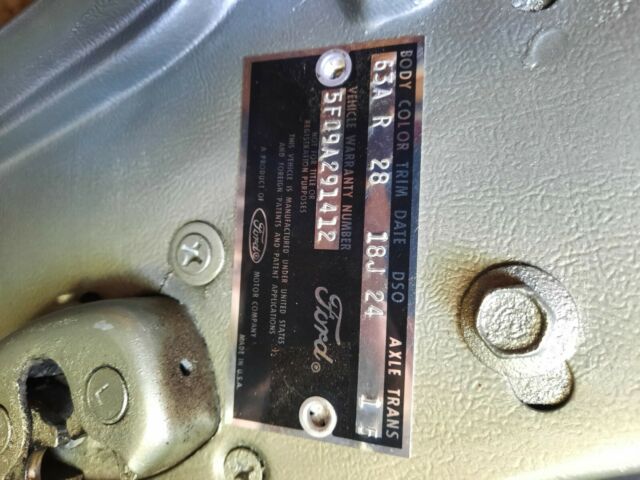 BODY COLOR TRIM DATE DSO AXLE TRANS
63A R 28 18J 24 1
VEHICLE WARRANTY NUMBER
5F09A291412
NOT FOR TITLE OR
REGISTRATION PURPOSES
Ford®
THIS VEHICLE IS MANUFACTURED UNDER UNITED STATES
AND FOREIGN PATENTS AND PATENT APPLICATIONS
A PRODUCT OF Ford MOTOR COMPANY
MADE IN U.S.A.
L